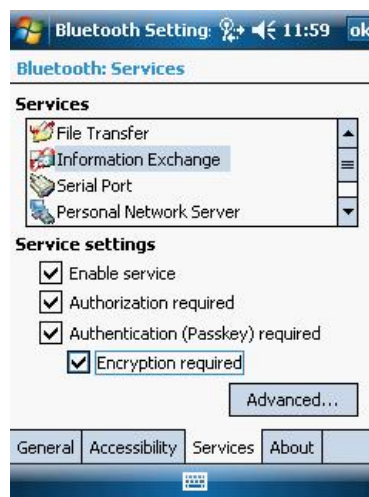 Bluetooth Setting: 11:59 ok
Bluetooth: Services
Services
File Transfer
Information Exchange
Serial Port
Personal Network Server
Service settings
Enable service
Authorization required
Authentication (Passkey) required
Encryption required
Advanced...
General Accessibility Services About